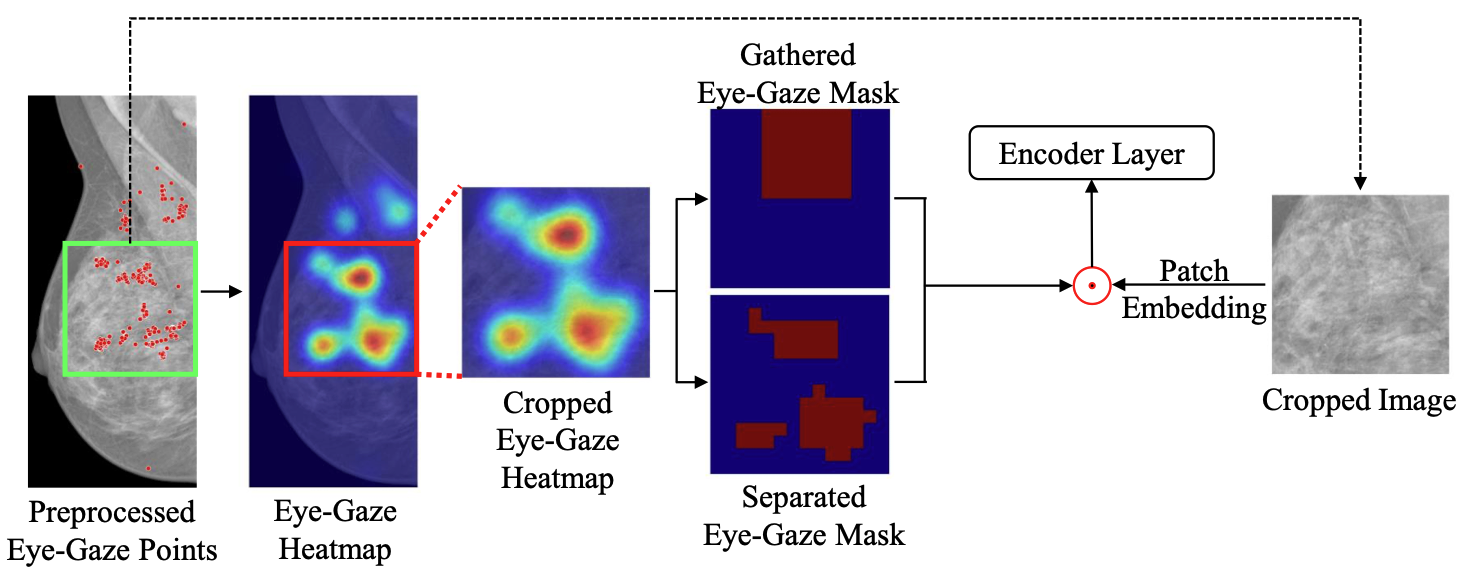 Gathered
Eye-Gaze Mask
Encoder Layer
Patch
Embedding
Cropped Image
Cropped
Eye-Gaze
Heatmap
Separated
Eye-Gaze Mask
Preprocessed
Eye-Gaze Points
Eye-Gaze
Heatmap